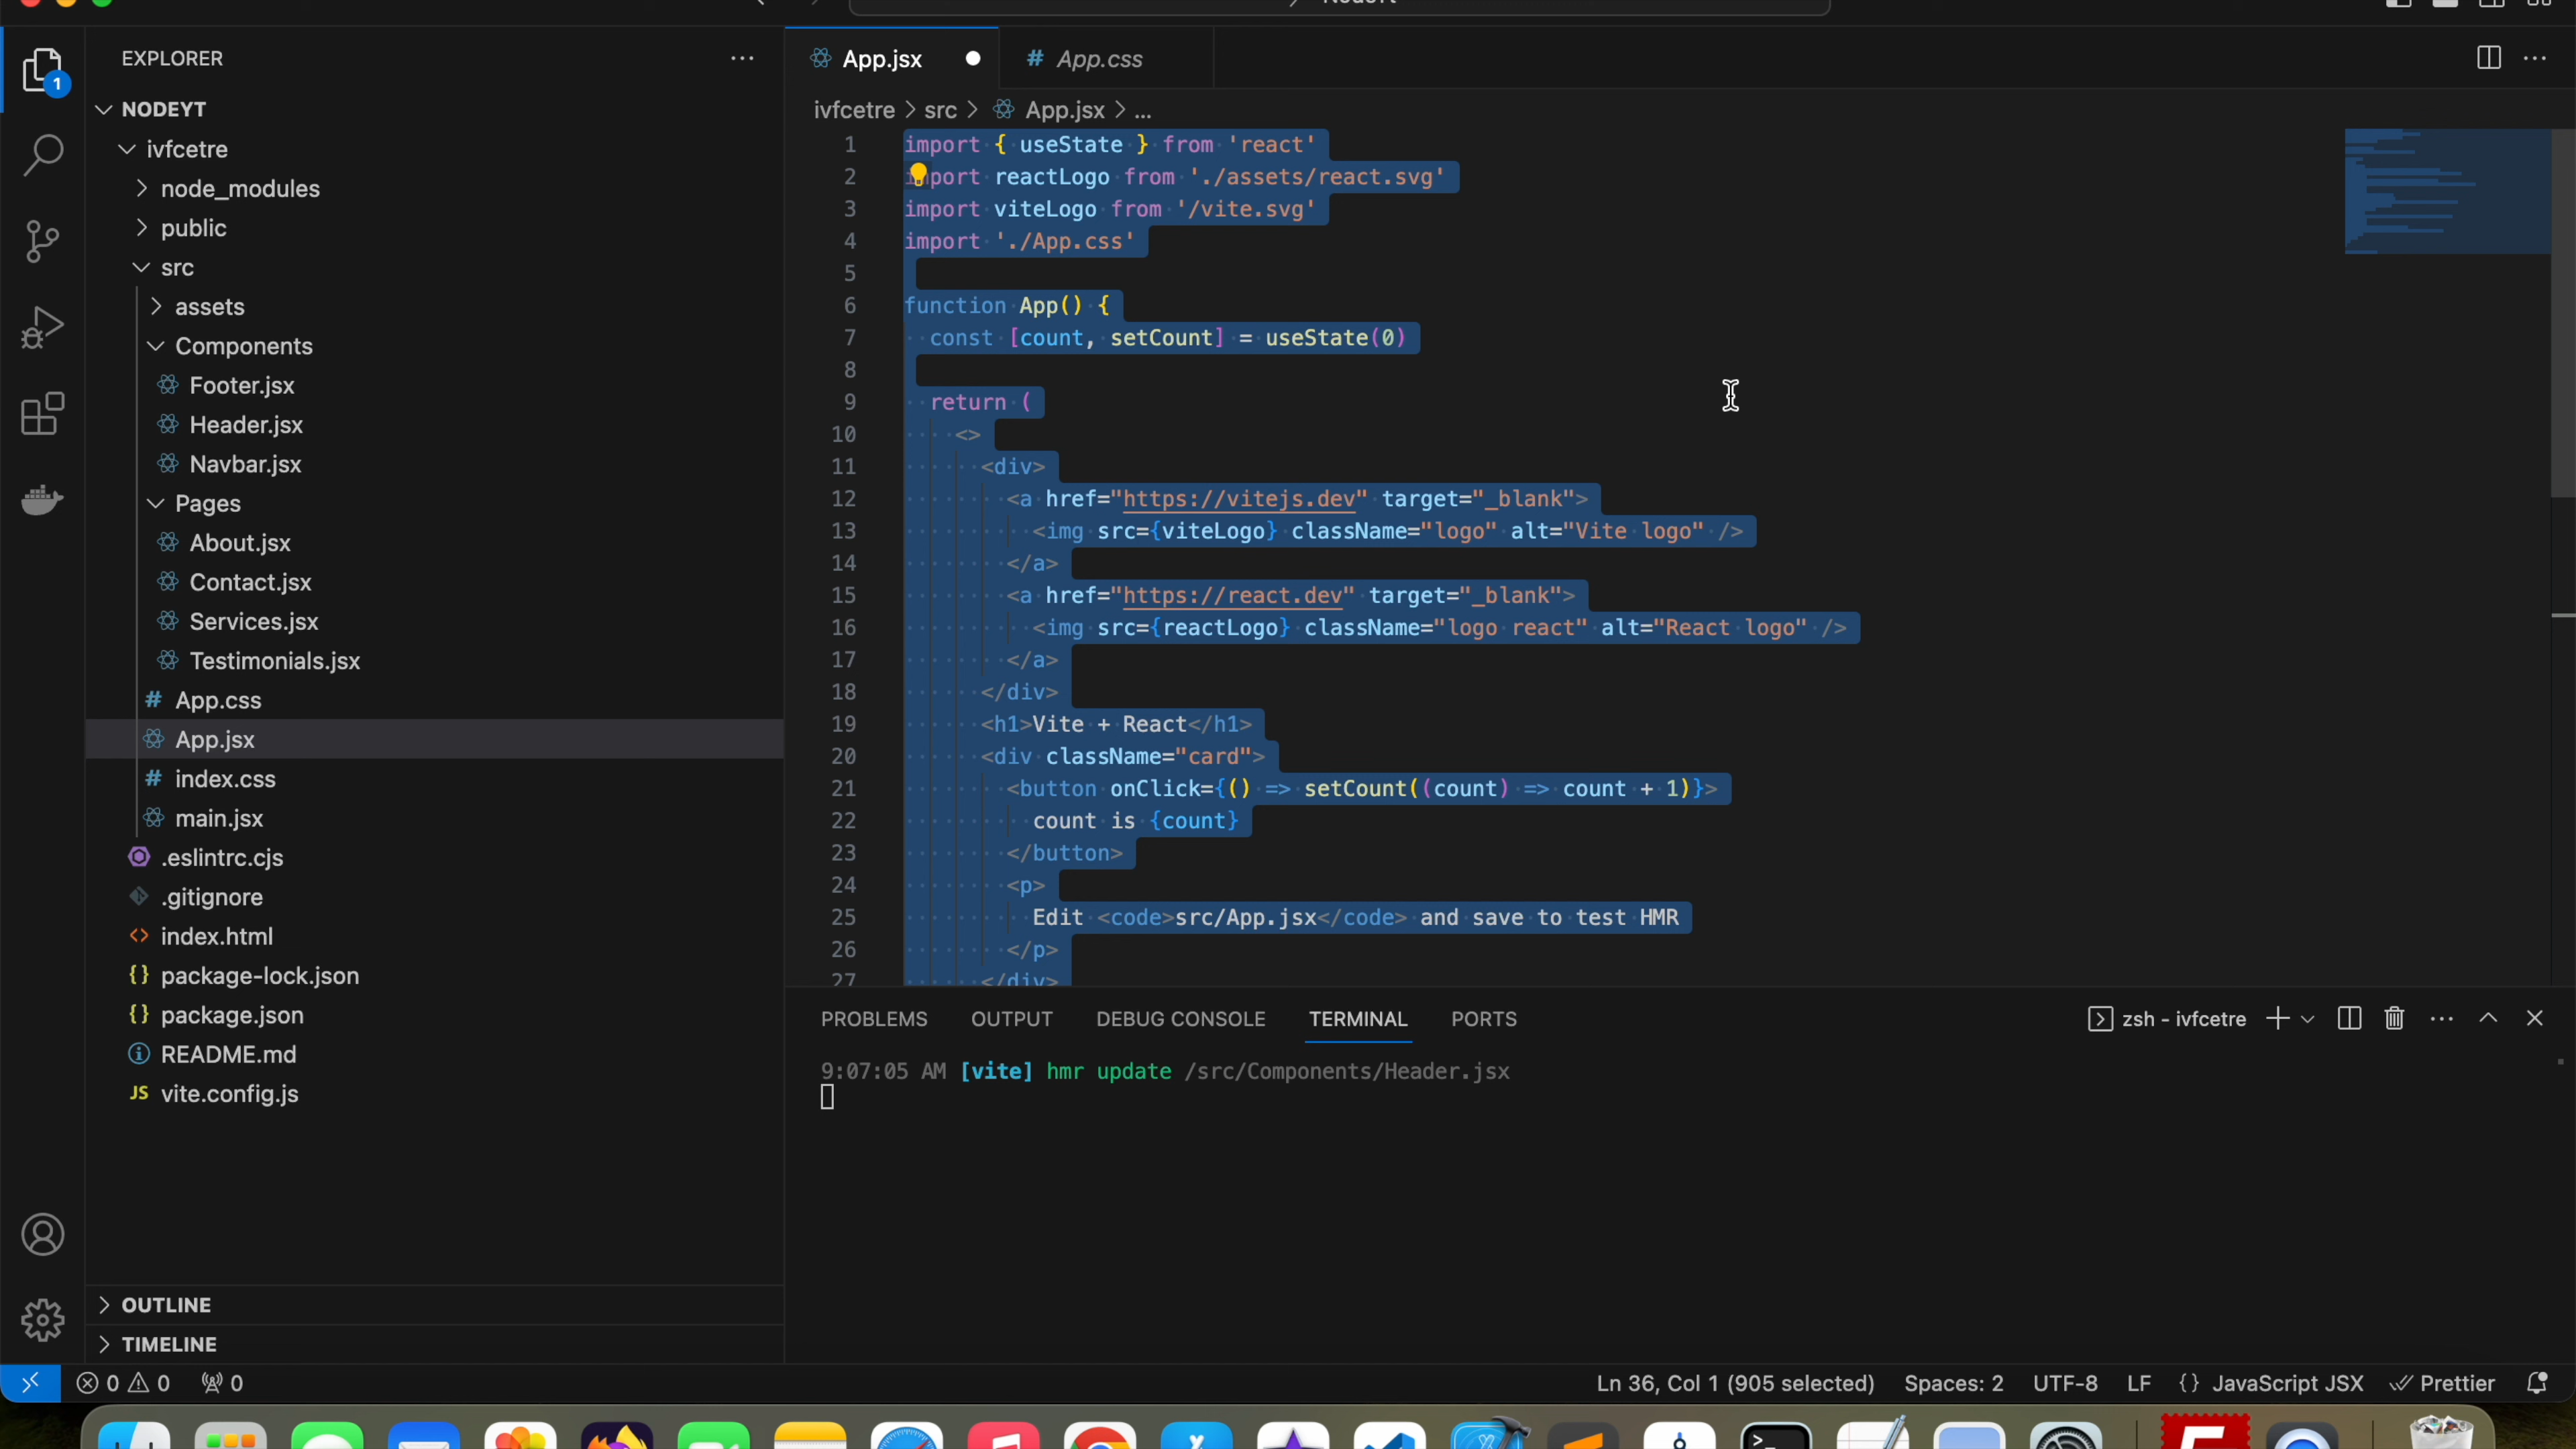 EXPLORER
NODEYT
ivfcetre
node_modules
public
src
assets
Components
Footer.jsx
Header.jsx
Navbar.jsx
Pages
About.jsx
Contact.jsx
Services.jsx
Testimonials.jsx
# App.css
App.jsx
# index.css
main.jsx
.eslintrc.cjs
.gitignore
<> index.html
{} package-lock.json
{} package.json
README.md
JS vite.config.js
OUTLINE
TIMELINE
1
App.jsx
# App.css
ivfcetre > src > App.jsx > ...
1 import { useState } from 'react'
2 import reactLogo from './assets/react.svg'
3 import viteLogo from '/vite.svg'
4 import './App.css'
5
6 function App() {
7 const [count, setCount] = useState(0)
8
9 return (
10 <>
11 <div>
12 <a href="https://vitejs.dev" target="_blank">
13 <img src={viteLogo} className="logo" alt="Vite logo" />
14 </a>
15 <a href="https://react.dev" target="_blank">
16 <img src={reactLogo} className="logo react" alt="React logo" />
17 </a>
18 </div>
19 <h1>Vite + React</h1>
20 <div className="card">
21 <button onClick={() => setCount((count) => count + 1)}>
22 count is {count}
23 </button>
24 <p>
25 Edit <code>src/App.jsx</code> and save to test HMR
26 </p>
27 </div>
PROBLEMS OUTPUT DEBUG CONSOLE TERMINAL PORTS
zsh - ivfcetre
9:07:05 AM [vite] hmr update /src/Components/Header.jsx
0 0 0
Ln 36, Col 1 (905 selected) Spaces: 2 UTF-8 LF {} JavaScript JSX Prettier